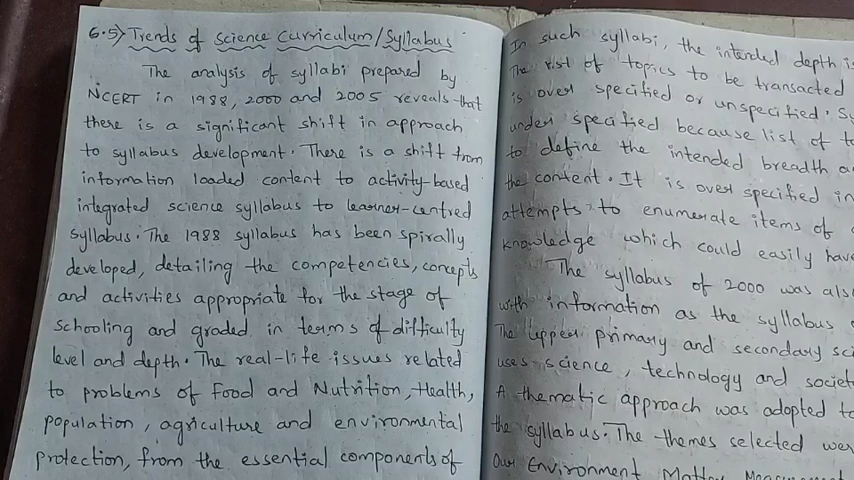 6.5) Trends of Science Curriculum/Syllabus
The analysis of syllabi prepared by
NCERT in 1988, 2000 and 2005 reveals that
there is a significant shift in approach
to syllabus development. There is a shift from
information loaded content to activity-based
integrated science syllabus to learner-centred
syllabus. The 1988 syllabus has been spirally
developed, detailing the competencies, concepts
and activities appropriate for the stage of
schooling and graded in terms of difficulty
level and depth. The real-life issues related
to problems of Food and Nutrition, Health,
population, agriculture and environmental
protection, from the essential components of
In such syllabi, the intended depth is
The list of topics to be transacted
is over specified or unspecified.
under specified because list of
to define the intended breadth
the content. It is over specified in
attempts to enumerate items of
knowledge which could easily have
The syllabus of 2000 was
with information as the syllabus
The upper primary and secondary
uses science, technology and
A thematic approach was adopted to
the syllabus. The themes selected
Our Environment Matter